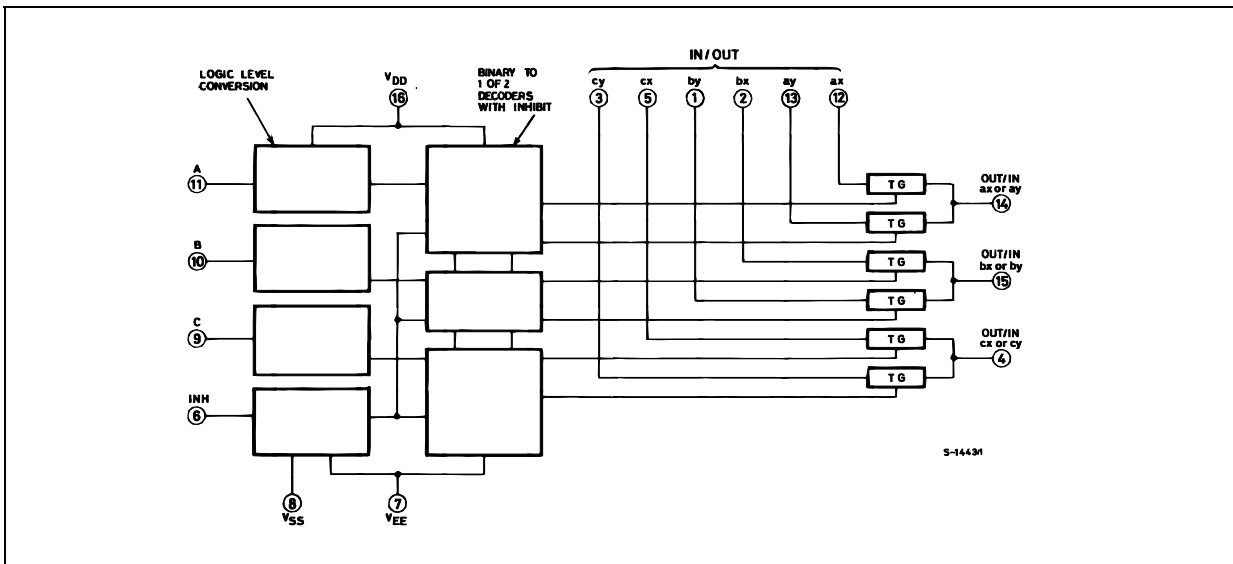 IN/OUT
LOGIC LEVEL
CONVERSION
VDD
16
BINARY TO
1 OF 2
DECODERS
WITH INHIBIT
cy cx by bx ay ax
3 5 1 2 13 12
A
11
B
10
C
9
INH
6
TG
TG
TG
TG
TG
TG
OUT/IN
ax or ay
14
OUT/IN
bx or by
15
OUT/IN
cx or cy
4
8
VSS
7
VEE
S-1443/1